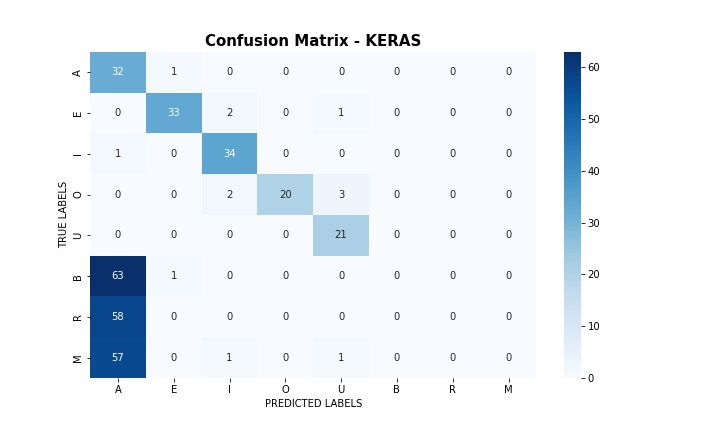 Confusion Matrix - KERAS
A 32 1 0 0 0 0 0 0
E 0 33 2 0 1 0 0 0
I 1 0 34 0 0 0 0 0
O 0 0 2 20 3 0 0 0
U 0 0 0 0 21 0 0 0
B 63 1 0 0 0 0 0 0
R 58 0 0 0 0 0 0 0
M 57 0 1 0 1 0 0 0
A E I O U B R M
TRUE LABELS
PREDICTED LABELS
60
50
40
30
20
10
0